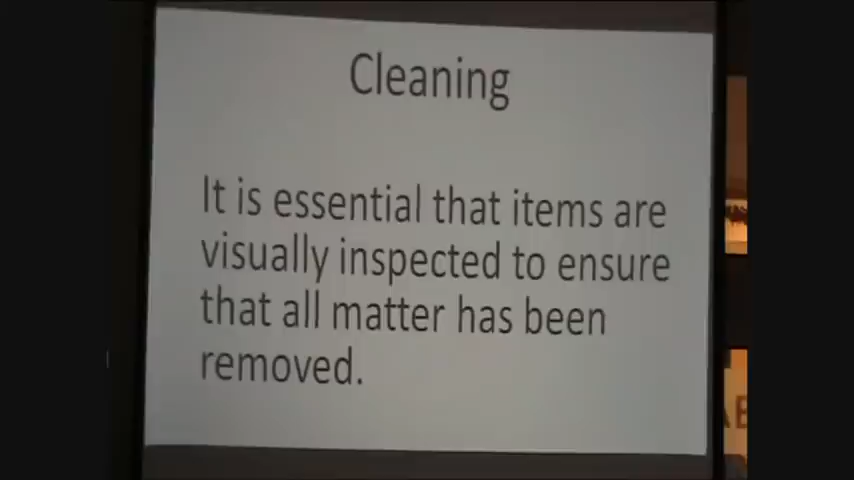 Cleaning
It is essential that items are
visually inspected to ensure
that all matter has been
removed.